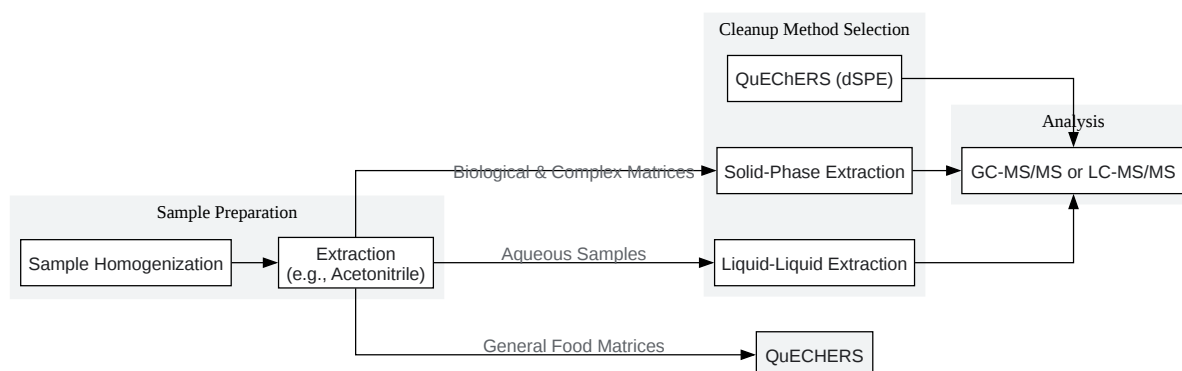 Cleanup Method Selection
QuEChERS (dSPE)
Analysis
Biological & Complex Matrices
Solid-Phase Extraction
GC-MS/MS or LC-MS/MS
Sample Preparation
Sample Homogenization
Extraction
(e.g., Acetonitrile)
Aqueous Samples
Liquid-Liquid Extraction
General Food Matrices
QuECHERS